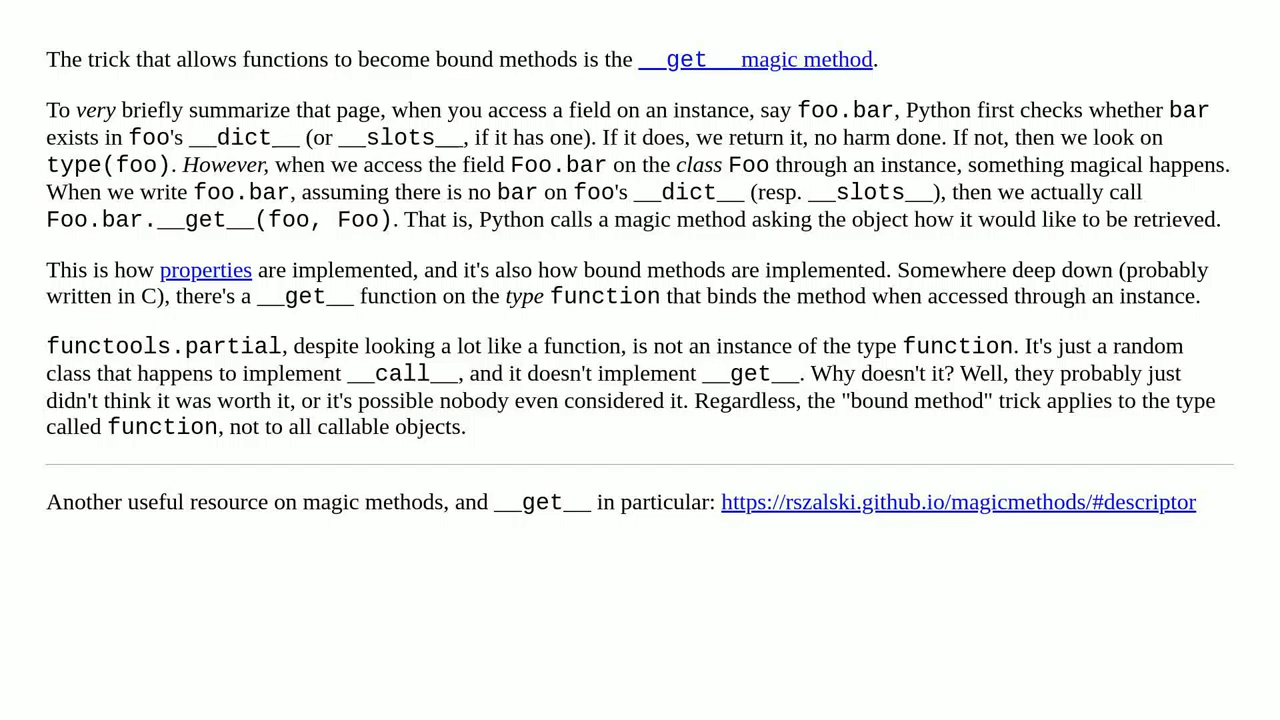 The trick that allows functions to become bound methods is the __get__ magic method.
To very briefly summarize that page, when you access a field on an instance, say foo.bar, Python first checks whether bar
exists in foo's __dict__ (or __slots__, if it has one). If it does, we return it, no harm done. If not, then we look on
type(foo). However, when we access the field Foo.bar on the class Foo through an instance, something magical happens.
When we write foo.bar, assuming there is no bar on foo's __dict__ (resp. __slots__), then we actually call
Foo.bar.__get__(foo, Foo). That is, Python calls a magic method asking the object how it would like to be retrieved.
This is how properties are implemented, and it's also how bound methods are implemented. Somewhere deep down (probably
written in C), there's a __get__ function on the type function that binds the method when accessed through an instance.
functools.partial, despite looking a lot like a function, is not an instance of the type function. It's just a random
class that happens to implement __call__, and it doesn't implement __get__. Why doesn't it? Well, they probably just
didn't think it was worth it, or it's possible nobody even considered it. Regardless, the "bound method" trick applies to the type
called function, not to all callable objects.
Another useful resource on magic methods, and __get__ in particular: https://rszalski.github.io/magicmethods/#descriptor